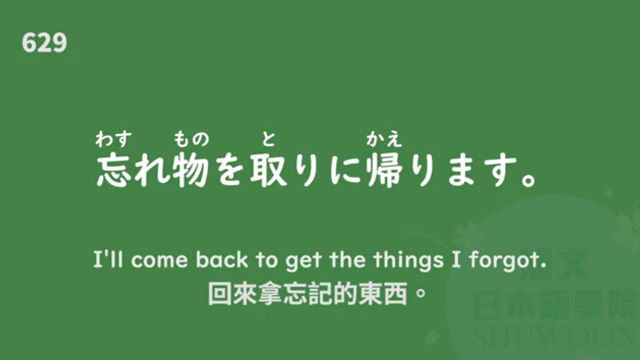 629
わす もの と かえ
忘れ物を取りに帰ります。
I'll come back to get the things I forgot.
回來拿忘記的東西。
日本語學院
SHUWOON